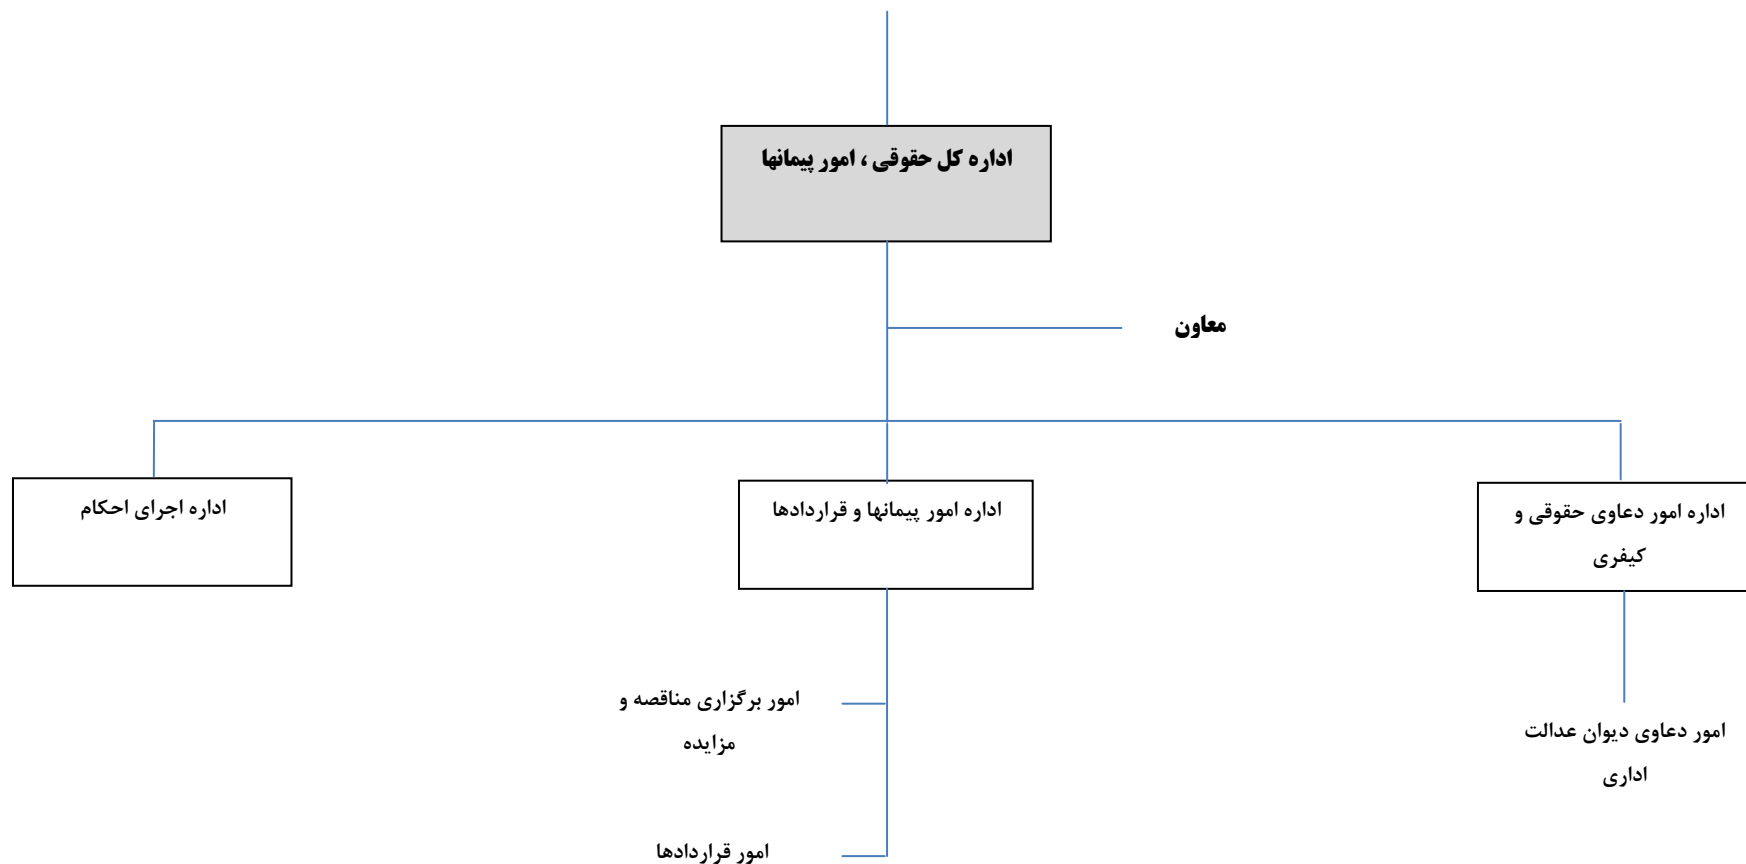 اداره کل حقوقی ، امور پیمانها
معاون
اداره امور دعاوی حقوقی و
کیفری
اداره امور پیمانها و قراردادها
اداره اجرای احکام
امور دعاوی دیوان عدالت
اداری
امور برگزاری مناقصه و
مزایده
امور قراردادها